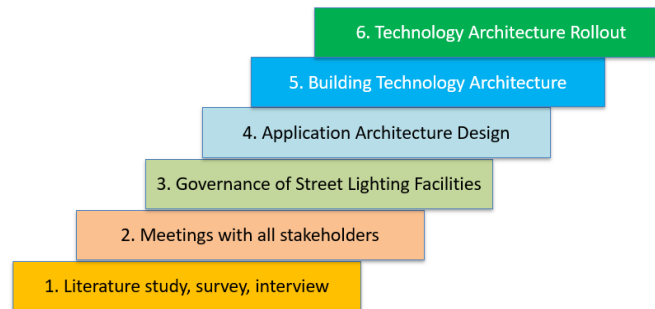 6. Technology Architecture Rollout
5. Building Technology Architecture
4. Application Architecture Design
3. Governance of Street Lighting Facilities
2. Meetings with all stakeholders
1. Literature study, survey, interview